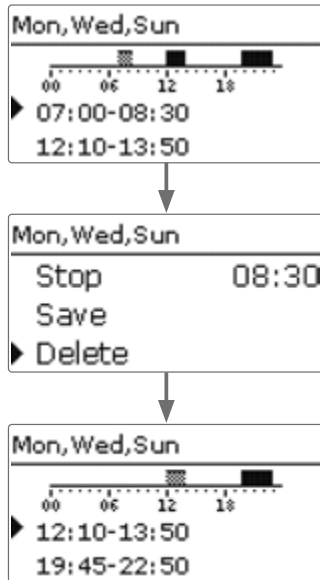 Mon,Wed,Sun
00 06 12 18
07:00-08:30
12:10-13:50
Mon,Wed,Sun
Stop 08:30
Save
Delete
Mon,Wed,Sun
00 06 12 18
12:10-13:50
19:45-22:50